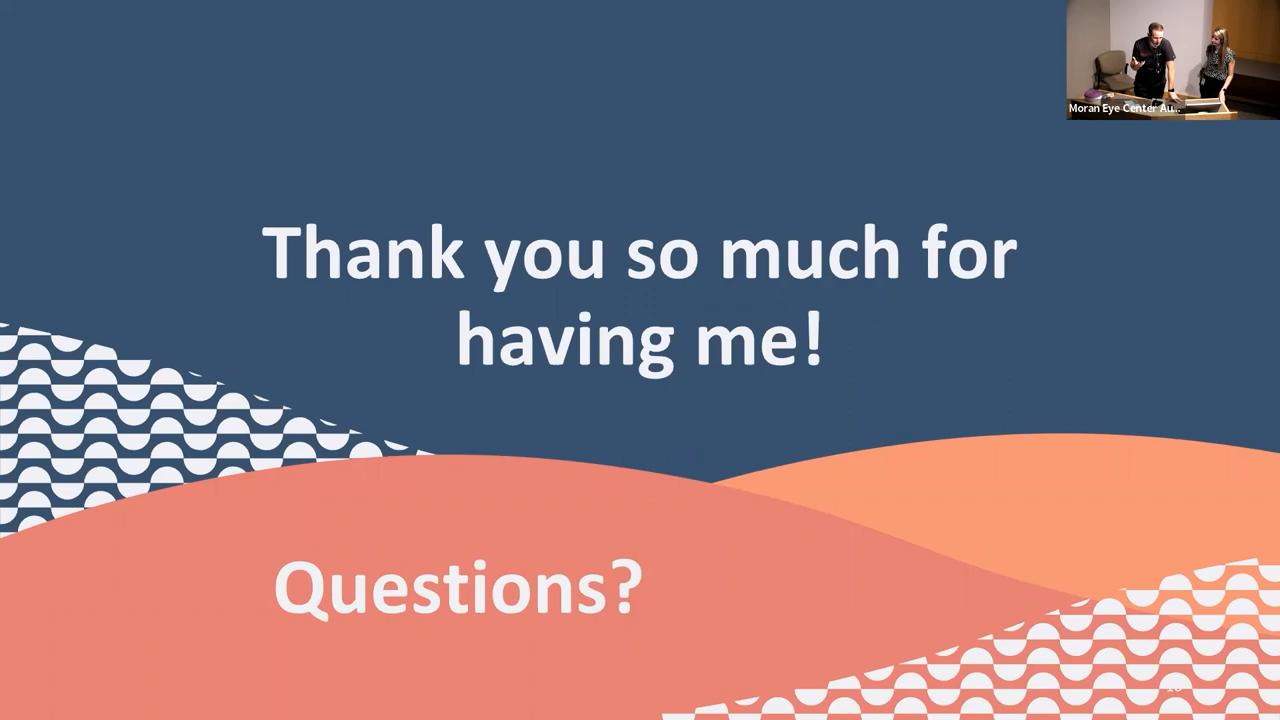 Moran Eye Center Au...
Thank you so much for
having me!
Questions?